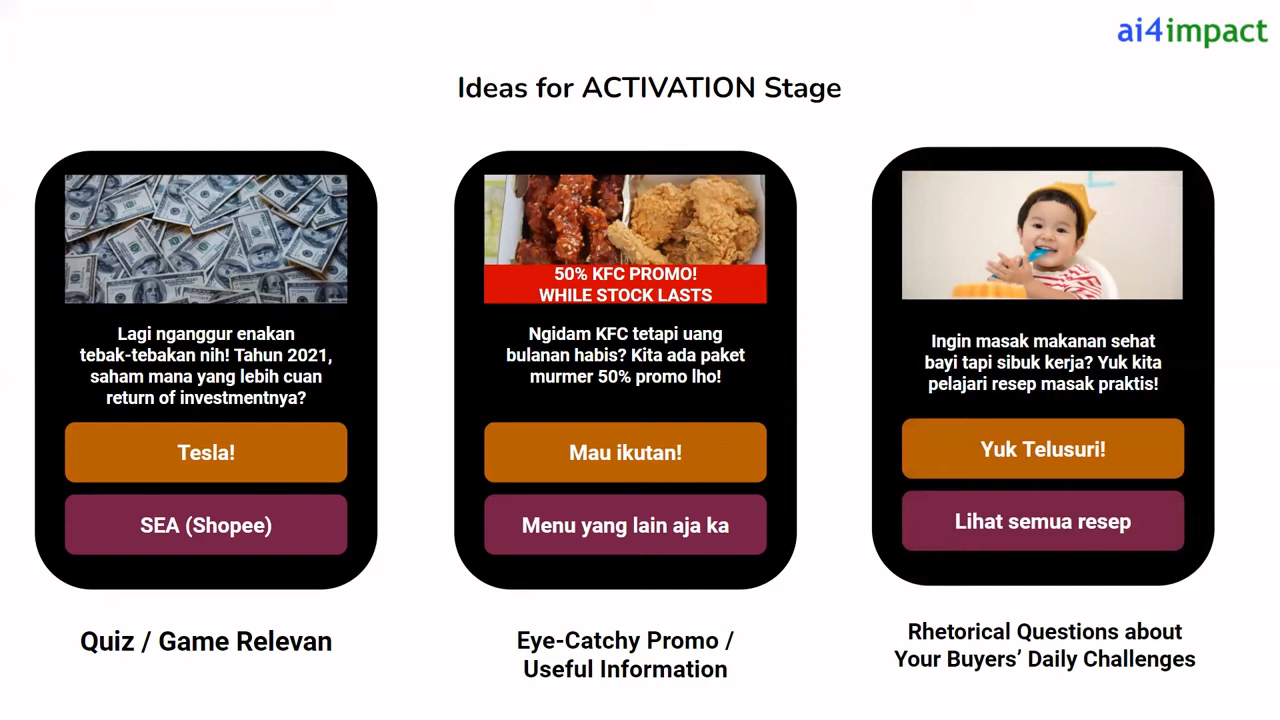 ai4impact
Ideas for ACTIVATION Stage
Lagi nganggur enakan
tebak-tebakan nih! Tahun 2021,
saham mana yang lebih cuan
return of investmentnya?
Tesla!
SEA (Shopee)
Quiz / Game Relevan
50% KFC PROMO!
WHILE STOCK LASTS
Ngidam KFC tetapi uang
bulanan habis? Kita ada paket
murmer 50% promo lho!
Mau ikutan!
Menu yang lain aja ka
Eye-Catchy Promo /
Useful Information
Ingin masak makanan sehat
bayi tapi sibuk kerja? Yuk kita
pelajari resep masak praktis!
Yuk Telusuri!
Lihat semua resep
Rhetorical Questions about
Your Buyers’ Daily Challenges